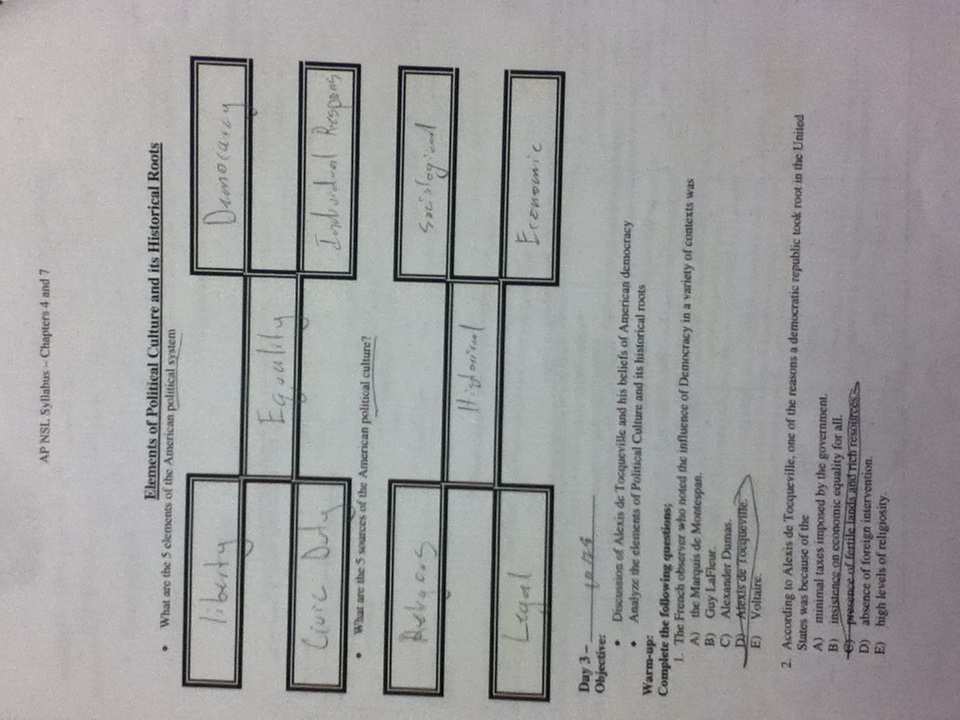 AP NSL Syllabus – Chapters 4 and 7
Elements of Political Culture and its Historical Roots
• What are the 5 elements of the American political system
liberty
Democarcy
Equality
Civic Duty
Individual Respons
• What are the 5 sources of the American political culture?
Religous
Sociological
Historical
Legal
Economic
Day 3 – 10/28
Objective:
• Discussion of Alexis de Tocqueville and his beliefs of American democracy
• Analyze the elements of Political Culture and its historical roots
Warm-up:
Complete the following questions;
1. The French observer who noted the influence of Democracy in a variety of contexts was
A) the Marquis de Montespan.
B) Guy LaFleur.
C) Alexander Dumas.
D) Alexis de Tocqueville.
E) Voltaire.
2. According to Alexis de Tocqueville, one of the reasons a democratic republic took root in the United
States was because of the
A) minimal taxes imposed by the government.
B) insistence on economic equality for all.
C) presence of fertile lands and rich resources.
D) absence of foreign intervention.
E) high levels of religiosity.